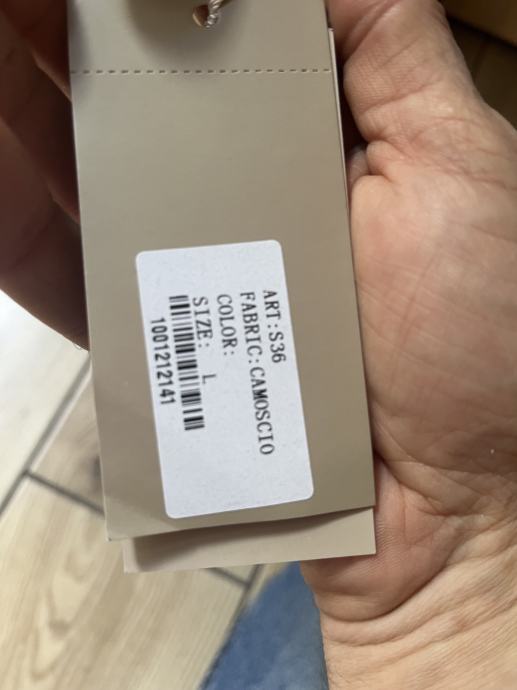 ART:S36
FABRIC:CAMOSCIO
COLOR:
SIZE: L
1001212141